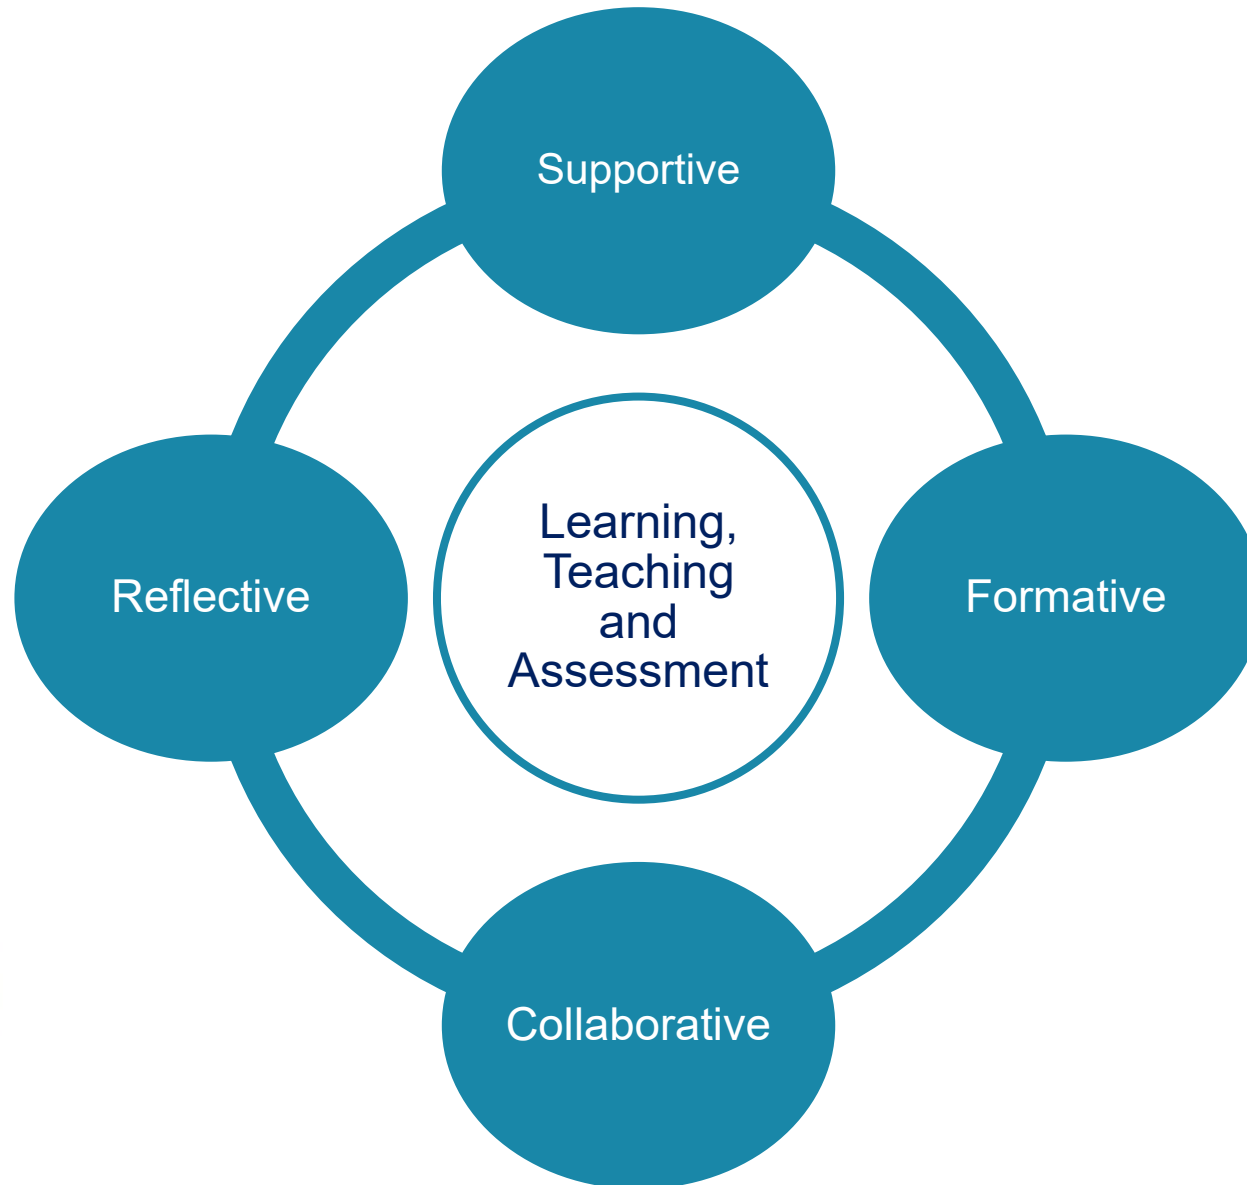 Supportive
Reflective
Learning,
Teaching
and
Assessment
Formative
Collaborative